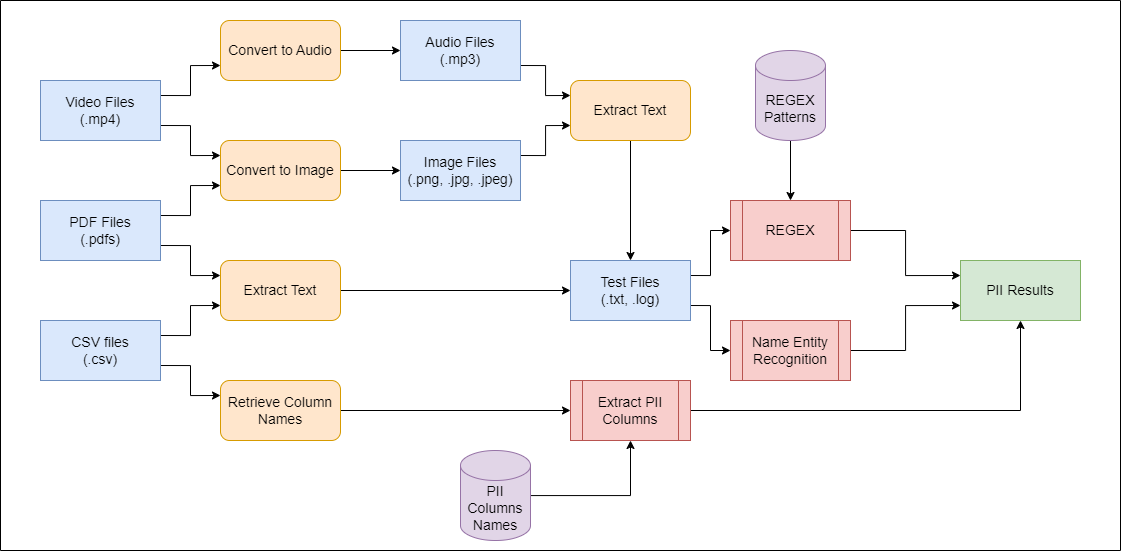 Convert to Audio
Audio Files
(.mp3)
Video Files
(.mp4)
Extract Text
REGEX
Patterns
Convert to Image
Image Files
(.png, .jpg, .jpeg)
PDF Files
(.pdfs)
REGEX
Extract Text
Test Files
(.txt, .log)
PII Results
CSV files
(.csv)
Name Entity
Recognition
Retrieve Column
Names
Extract PII
Columns
PII
Columns
Names